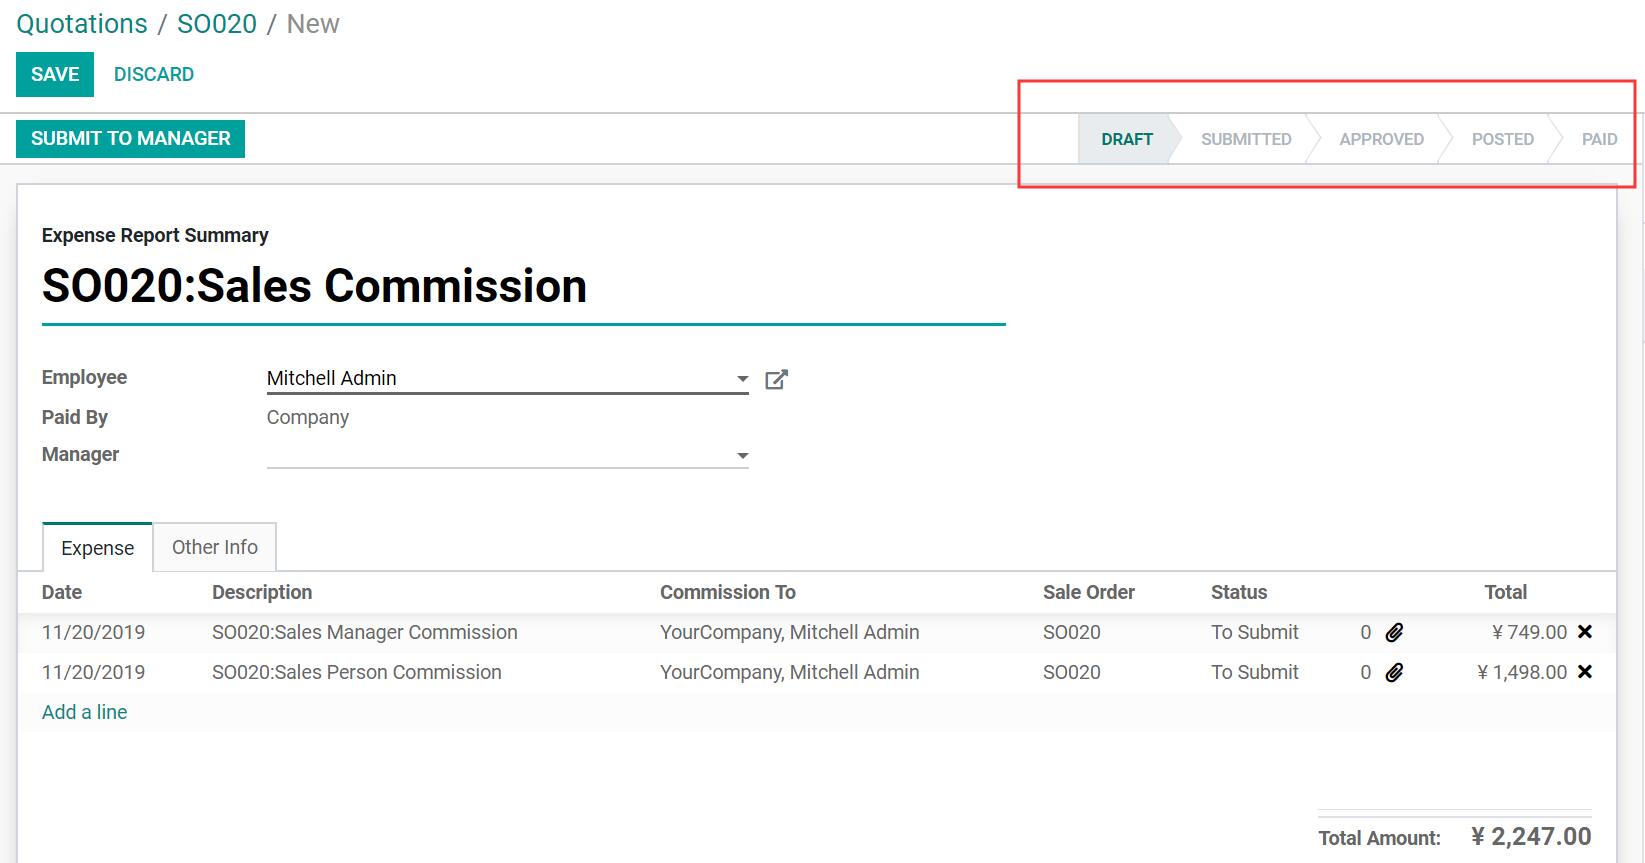 Quotations / SO020 / New
SAVE DISCARD
SUBMIT TO MANAGER DRAFT SUBMITTED APPROVED POSTED PAID
Expense Report Summary
SO020:Sales Commission
Employee Mitchell Admin
Paid By Company
Manager
Expense Other Info
Date Description Commission To Sale Order Status Total
11/20/2019 SO020:Sales Manager Commission YourCompany, Mitchell Admin SO020 To Submit 0 ¥ 749.00
11/20/2019 SO020:Sales Person Commission YourCompany, Mitchell Admin SO020 To Submit 0 ¥ 1,498.00
Add a line
Total Amount: ¥ 2,247.00